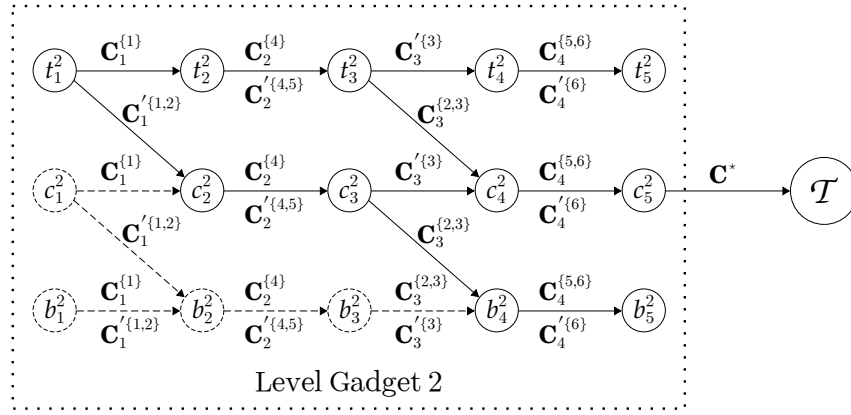 C_1^{1} C_2^{4} C_3^{'{3}} C_4^{5,6}
t_1^2 t_2^2 t_3^2 t_4^2 t_5^2
C_2^{'{4,5}} C_4^{'{6}}
C_1^{'{1,2}} C_3^{2,3}
C_1^{1} C_2^{4} C_3^{'{3}} C_4^{5,6} C^⋆
c_1^2 c_2^2 c_3^2 c_4^2 c_5^2 𝒯
C_2^{'{4,5}} C_4^{'{6}}
C_1^{'{1,2}} C_3^{2,3}
C_1^{1} C_2^{4} C_3^{2,3} C_4^{5,6}
b_1^2 b_2^2 b_3^2 b_4^2 b_5^2
C_1^{'{1,2}} C_2^{'{4,5}} C_3^{'{3}} C_4^{'{6}}
Level Gadget 2